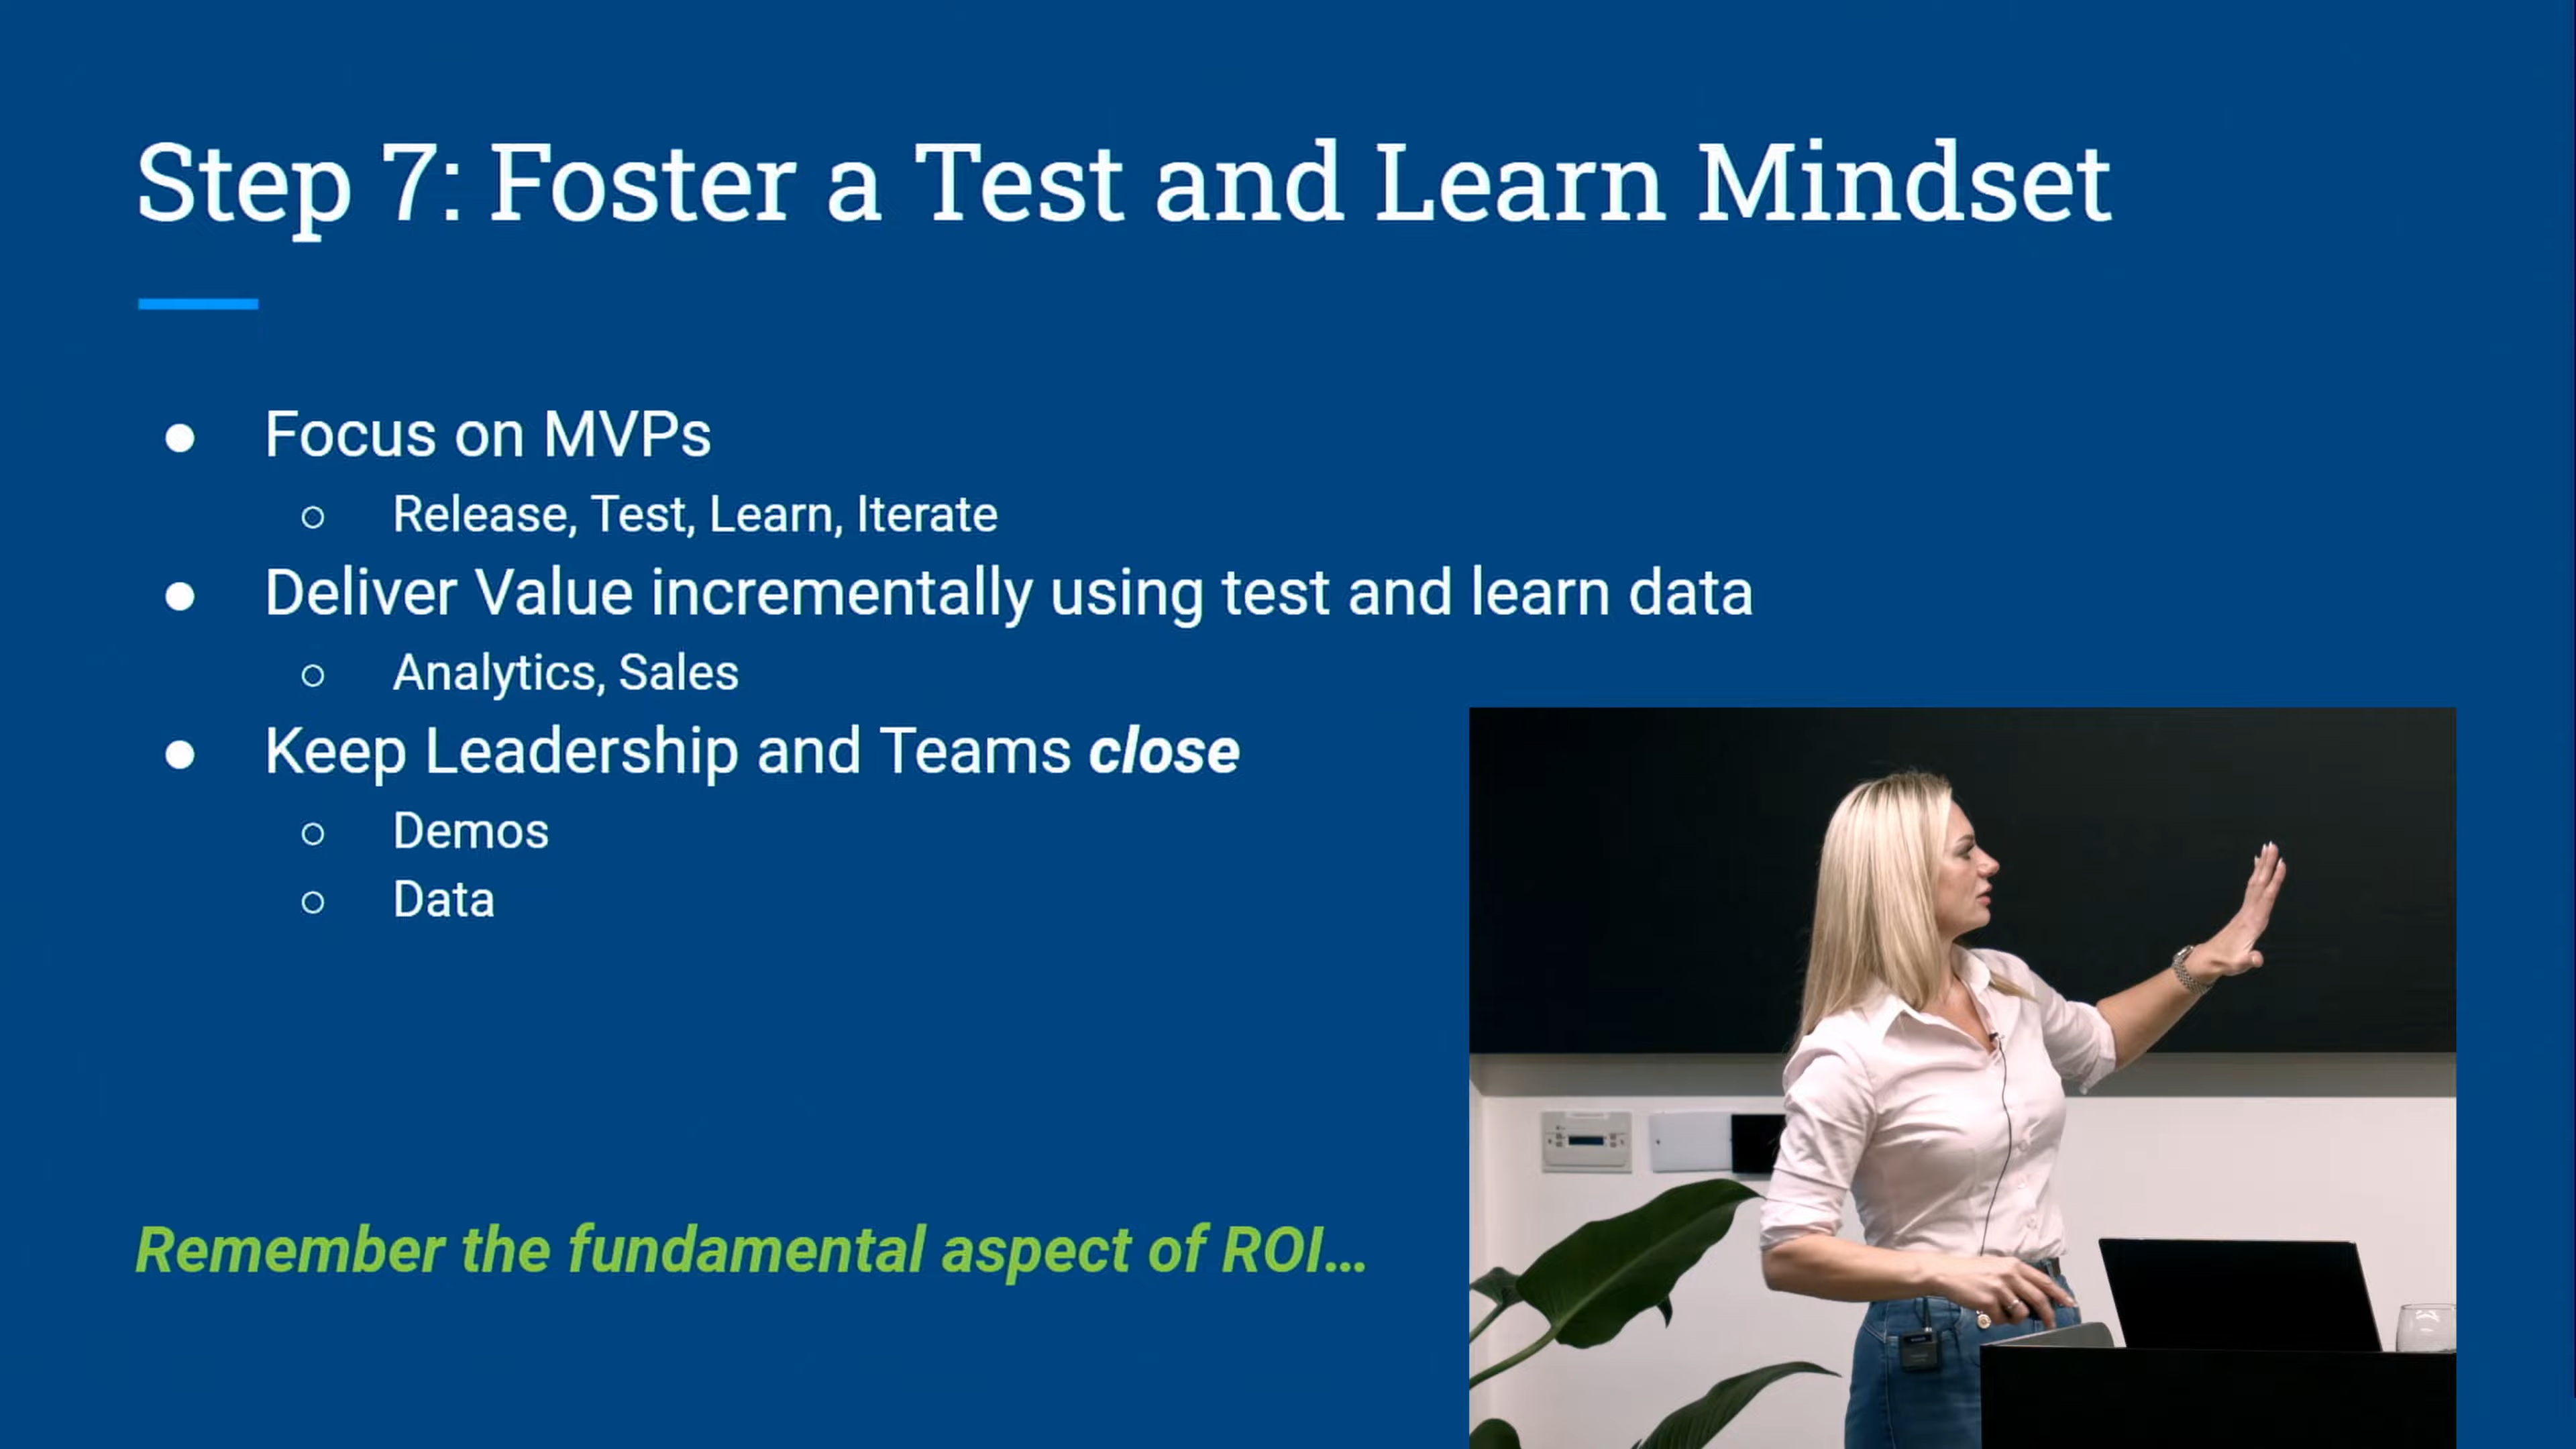 Step 7: Foster a Test and Learn Mindset
Focus on MVPs
Release, Test, Learn, Iterate
Deliver Value incrementally using test and learn data
Analytics, Sales
Keep Leadership and Teams close
Demos
Data
Remember the fundamental aspect of ROI...